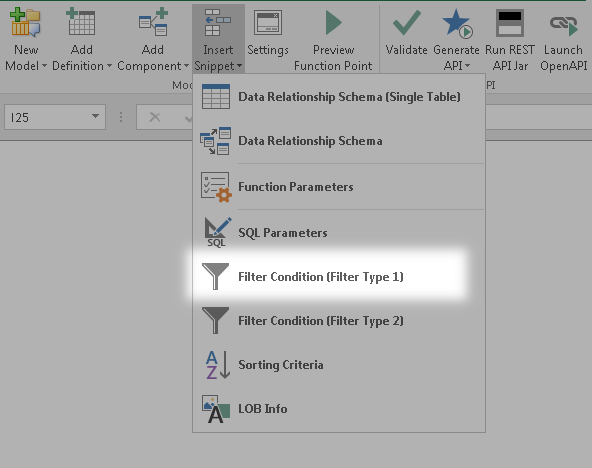 New Model
Add Definition
Add Component
Insert Snippet
Settings
Preview Function Point
Validate
Generate API
Run REST API Jar
Launch OpenAPI
Mod
PI
I25
Data Relationship Schema (Single Table)
Data Relationship Schema
Function Parameters
SQL
SQL Parameters
Filter Condition (Filter Type 1)
Filter Condition (Filter Type 2)
A
Z
Sorting Criteria
A
LOB Info